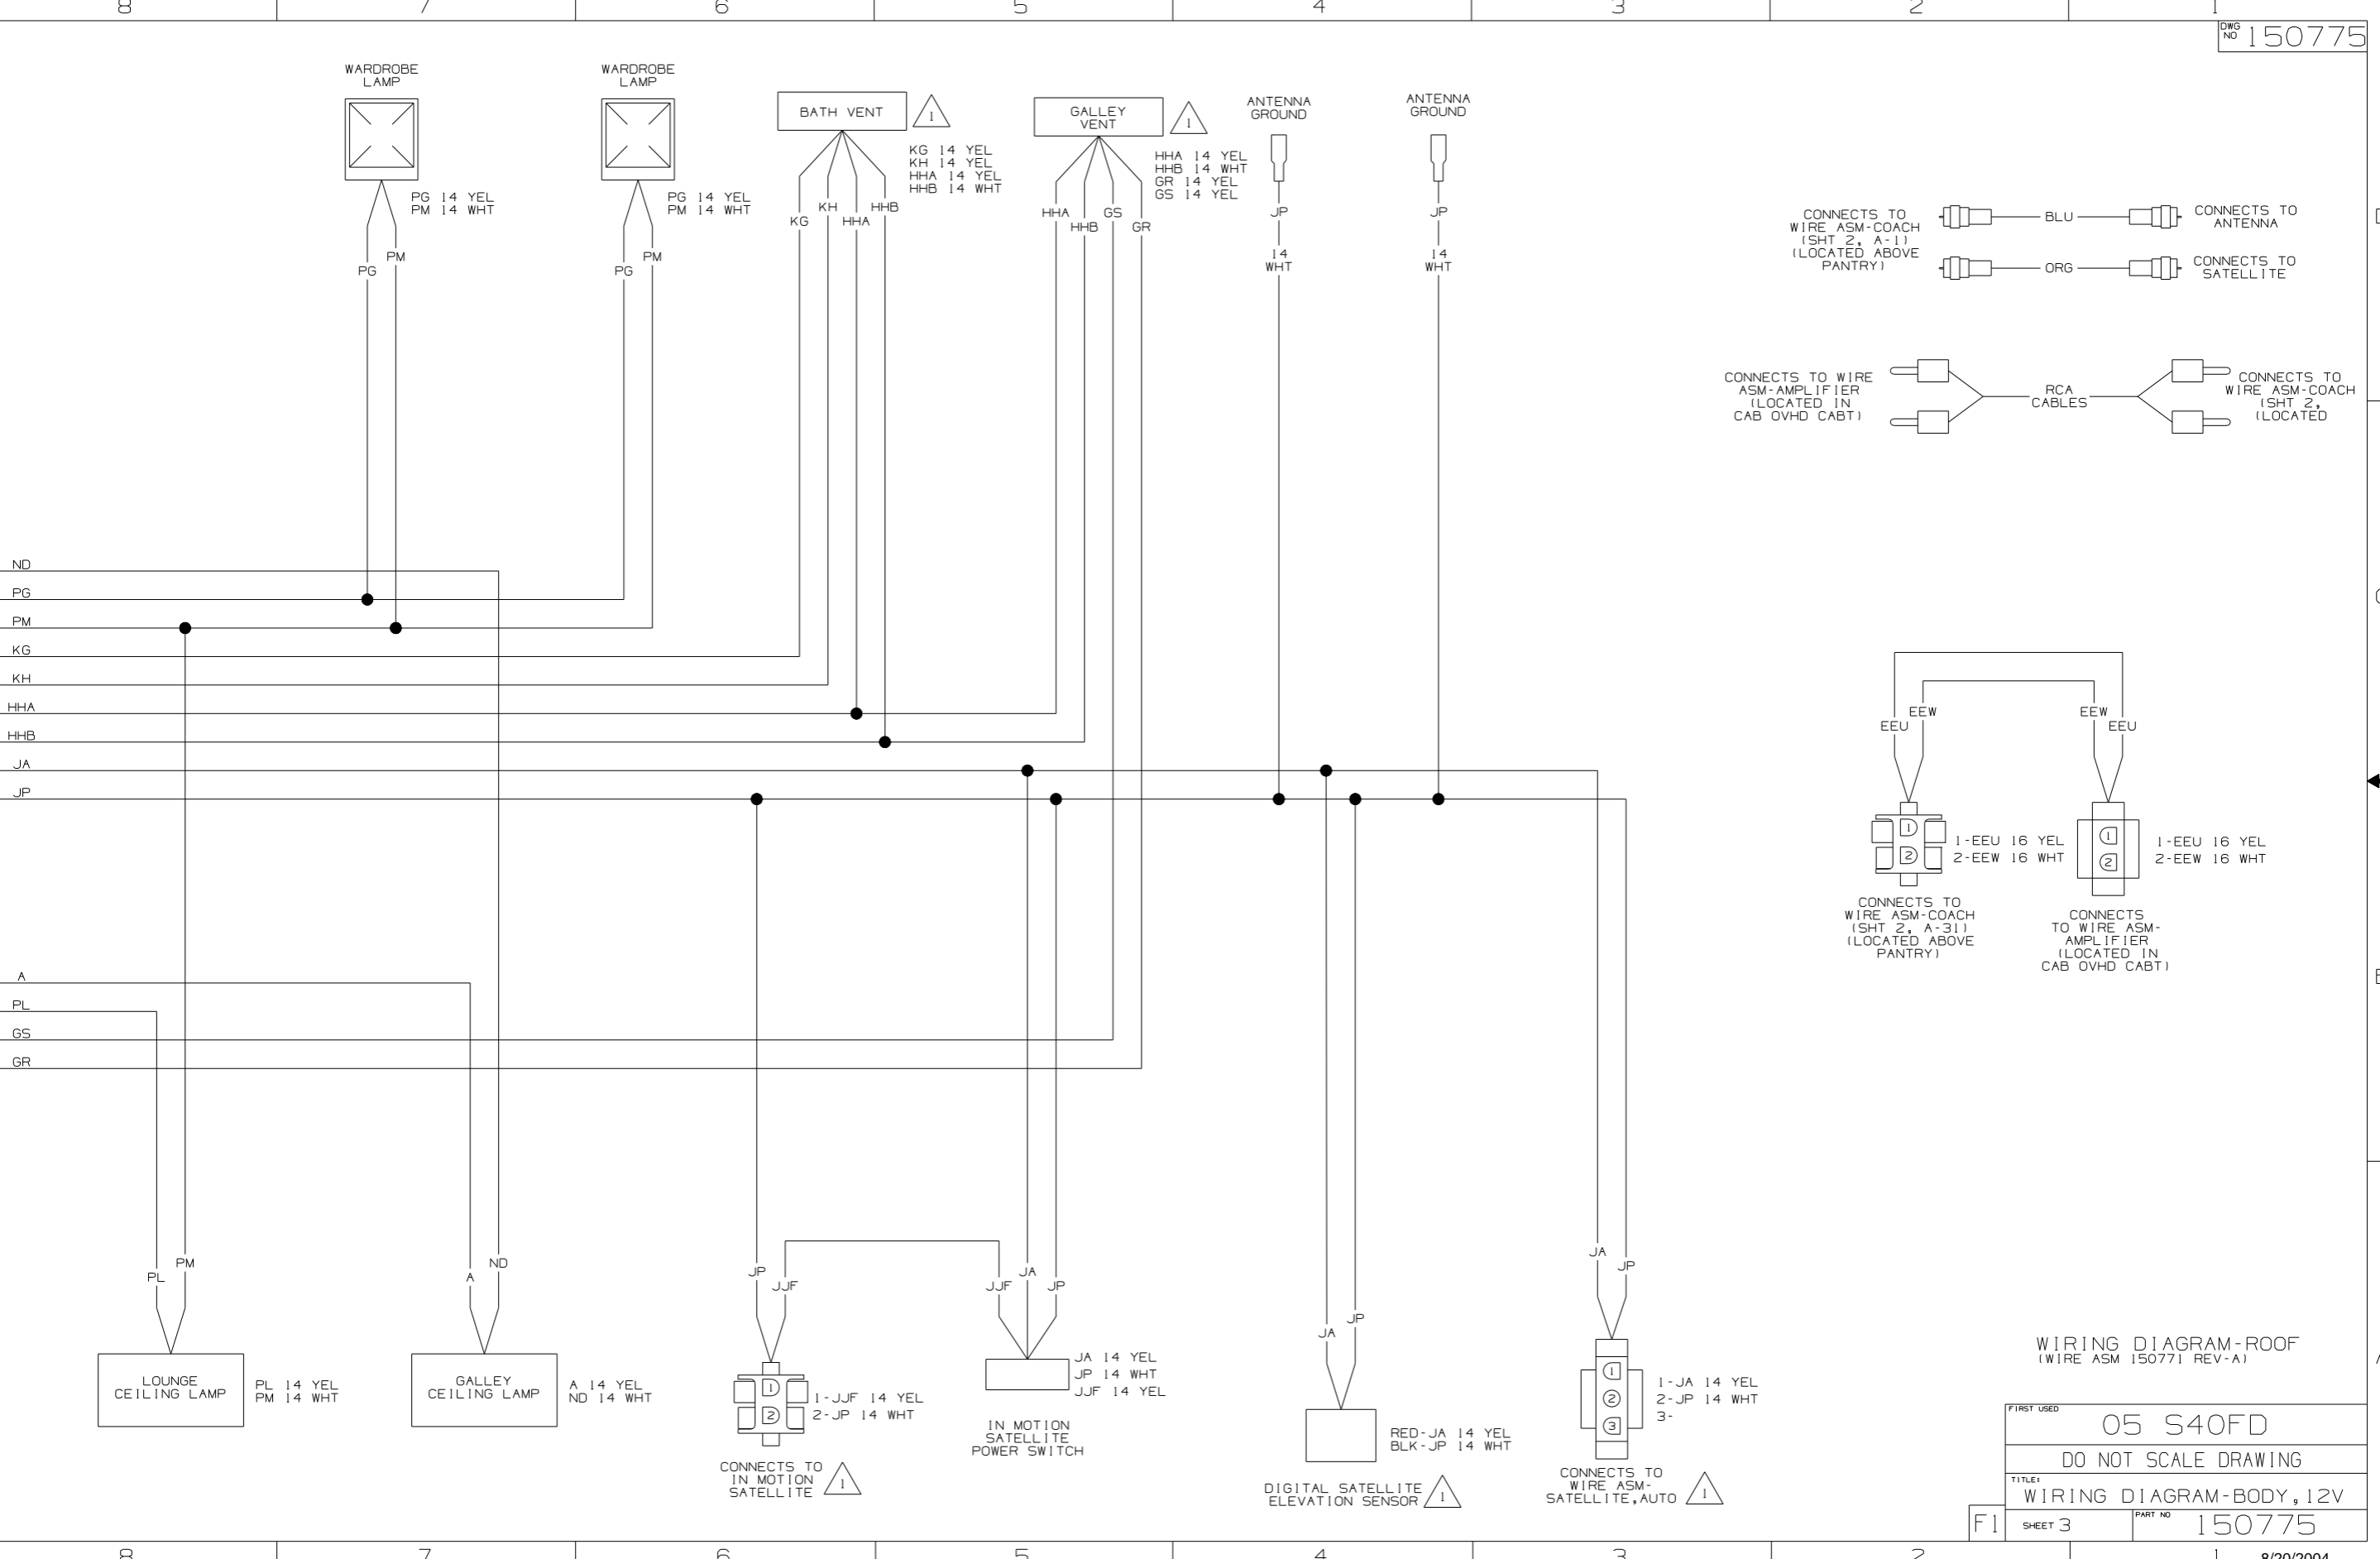 8 7 6 5 4 3 2 1
DWG NO 150775
WARDROBE
LAMP
PG 14 YEL
PM 14 WHT
PG
PM
WARDROBE
LAMP
PG 14 YEL
PM 14 WHT
PG
PM
BATH VENT
1
KG 14 YEL
KH 14 YEL
HHA 14 YEL
HHB 14 WHT
KG
KH
HHA
HHB
GALLEY
VENT
1
HHA 14 YEL
HHB 14 WHT
GR 14 YEL
GS 14 YEL
HHA
HHB
GS
GR
ANTENNA
GROUND
JP
14
WHT
ANTENNA
GROUND
JP
14
WHT
CONNECTS TO
WIRE ASM-COACH
(SHT 2, A-1)
(LOCATED ABOVE
PANTRY)
BLU
CONNECTS TO
ANTENNA
ORG
CONNECTS TO
SATELLITE
CONNECTS TO WIRE
ASM-AMPLIFIER
(LOCATED IN
CAB OVHD CABT)
RCA
CABLES
CONNECTS TO
WIRE ASM-COACH
(SHT 2,
(LOCATED
ND
PG
PM
KG
KH
HHA
HHB
JA
JP
A
PL
GS
GR
EEU
EEW
EEW
EEU
1
2
1-EEU 16 YEL
2-EEW 16 WHT
CONNECTS TO
WIRE ASM-COACH
(SHT 2, A-31)
(LOCATED ABOVE
PANTRY)
1
2
1-EEU 16 YEL
2-EEW 16 WHT
CONNECTS
TO WIRE ASM-
AMPLIFIER
(LOCATED IN
CAB OVHD CABT)
PL
PM
LOUNGE
CEILING LAMP
PL 14 YEL
PM 14 WHT
A
ND
GALLEY
CEILING LAMP
A 14 YEL
ND 14 WHT
JP
JJF
1
2
1-JJF 14 YEL
2-JP 14 WHT
CONNECTS TO
IN MOTION
SATELLITE
1
JJF
JA
JP
JA 14 YEL
JP 14 WHT
JJF 14 YEL
IN MOTION
SATELLITE
POWER SWITCH
JA
JP
RED-JA 14 YEL
BLK-JP 14 WHT
DIGITAL SATELLITE
ELEVATION SENSOR
1
JA
JP
1
2
3
1-JA 14 YEL
2-JP 14 WHT
3-
CONNECTS TO
WIRE ASM-
SATELLITE,AUTO
1
WIRING DIAGRAM-ROOF
(WIRE ASM 150771 REV-A)
FIRST USED
05 S40FD
DO NOT SCALE DRAWING
TITLE:
WIRING DIAGRAM-BODY,12V
F1
SHEET 3
PART NO
150775
8 7 6 5 4 3 2 1
8/20/2004